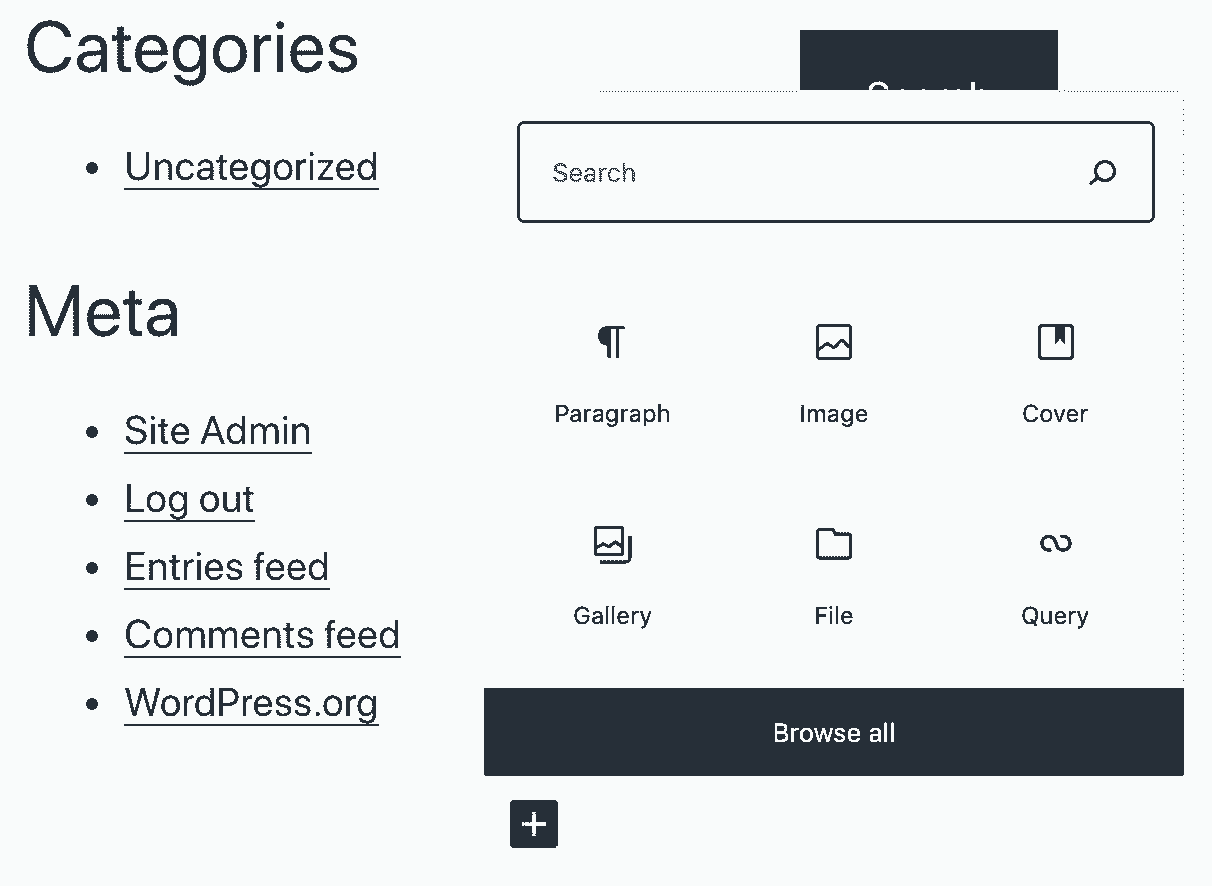 Categories
Uncategorized
Meta
Site Admin
Log out
Entries feed
Comments feed
WordPress.org
Search
Search
Paragraph
Image
Cover
Gallery
File
Query
Browse all